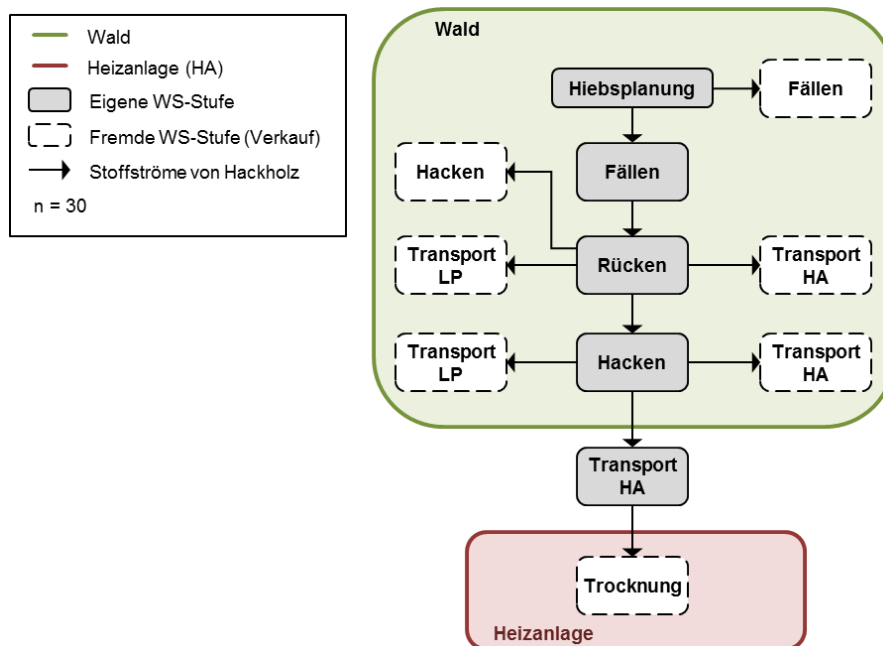 Wald
Heizanlage (HA)
Eigene WS-Stufe
Fremde WS-Stufe (Verkauf)
Stoffströme von Hackholz
n = 30
Wald
Hiebsplanung
Fällen
Hacken
Fällen
Transport
LP
Rücken
Transport
HA
Transport
LP
Hacken
Transport
HA
Transport
HA
Trocknung
Heizanlage